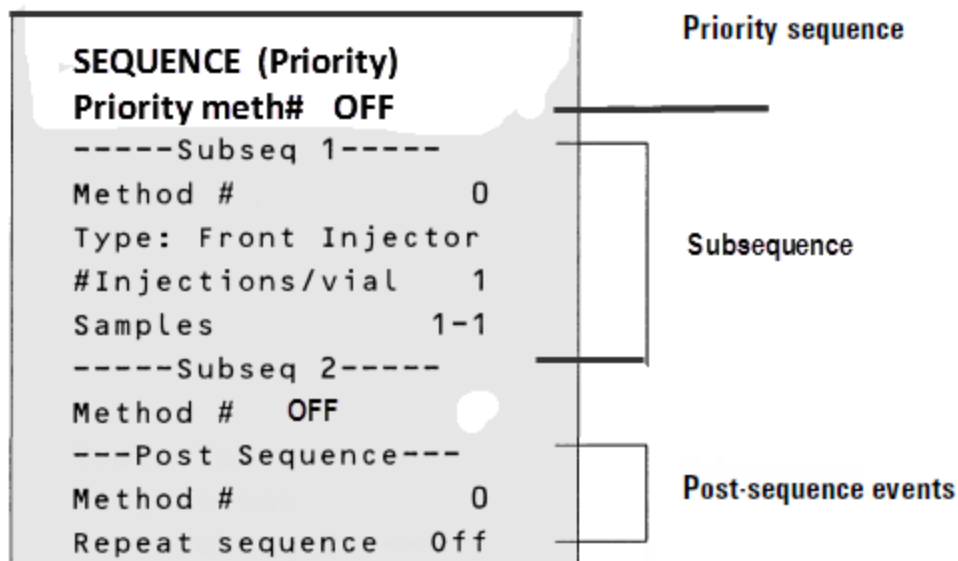 SEQUENCE (Priority)
Priority meth# OFF
-----Subseq 1-----
Method # 0
Type: Front Injector
#Injections/vial 1
Samples 1-1
-----Subseq 2-----
Method # OFF
---Post Sequence---
Method # 0
Repeat sequence Off
Priority sequence
Subsequence
Post-sequence events